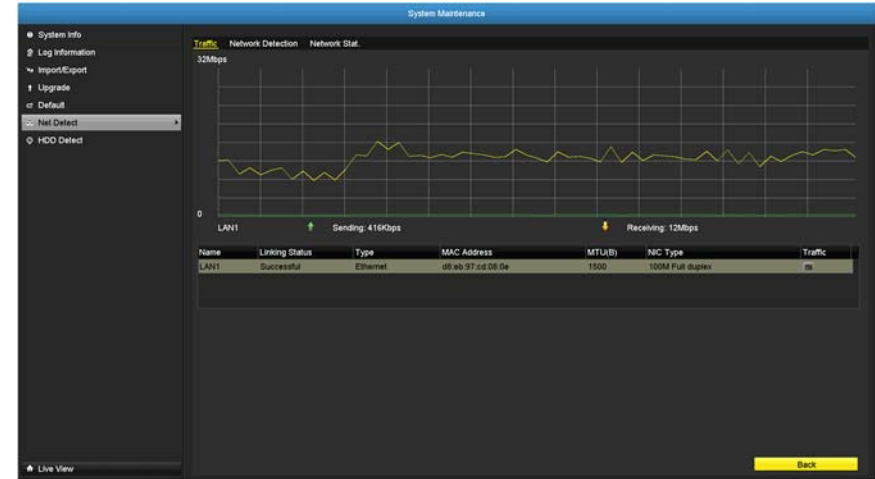 System Maintenance
System Info
Log Information
Import/Export
Upgrade
Default
Net Detect
HDD Detect
Live View
Traffic Network Detection Network Stat.
32Mbps
0
LAN1 Sending: 416Kbps Receiving: 12Mbps
Name Linking Status Type MAC Address MTU(B) NIC Type Traffic
LAN1 Successful Ethernet d8:eb:97:cd:08:0e 1500 100M Full duplex
Back